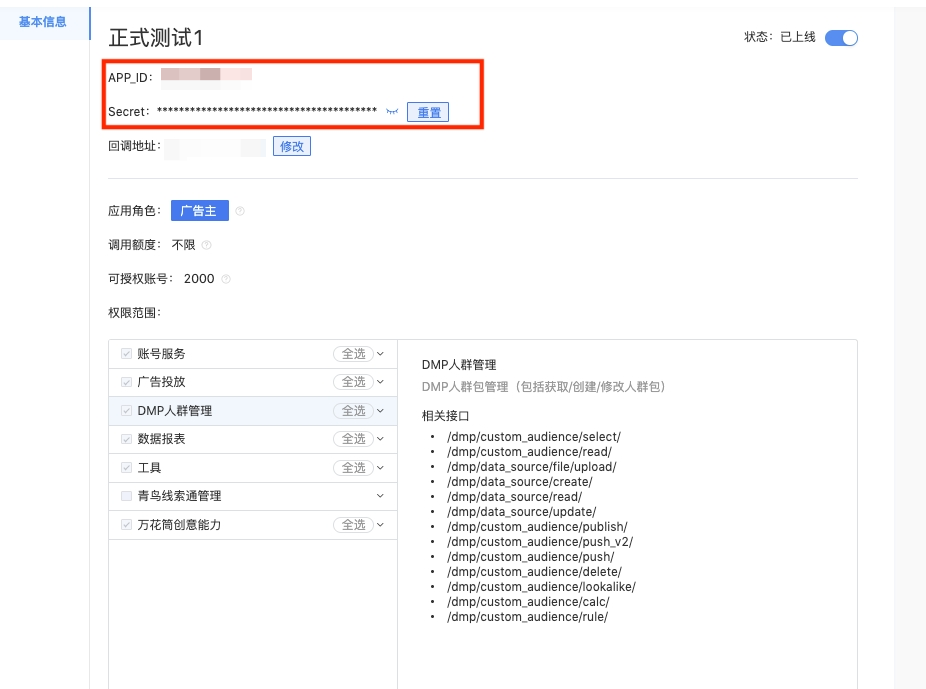 基本信息
正式测试1
状态：已上线
APP_ID：
Secret： **************************************** 重置
回调地址： 修改
应用角色： 广告主
调用额度： 不限
可授权账号： 2000
权限范围：
账号服务 全选
广告投放 全选
DMP人群管理 全选
数据报表 全选
工具 全选
青鸟线索通管理
万花筒创意能力 全选
DMP人群管理
DMP人群包管理（包括获取/创建/修改人群包）
相关接口
• /dmp/custom_audience/select/
• /dmp/custom_audience/read/
• /dmp/data_source/file/upload/
• /dmp/data_source/create/
• /dmp/data_source/read/
• /dmp/data_source/update/
• /dmp/custom_audience/publish/
• /dmp/custom_audience/push_v2/
• /dmp/custom_audience/push/
• /dmp/custom_audience/delete/
• /dmp/custom_audience/lookalike/
• /dmp/custom_audience/calc/
• /dmp/custom_audience/rule/